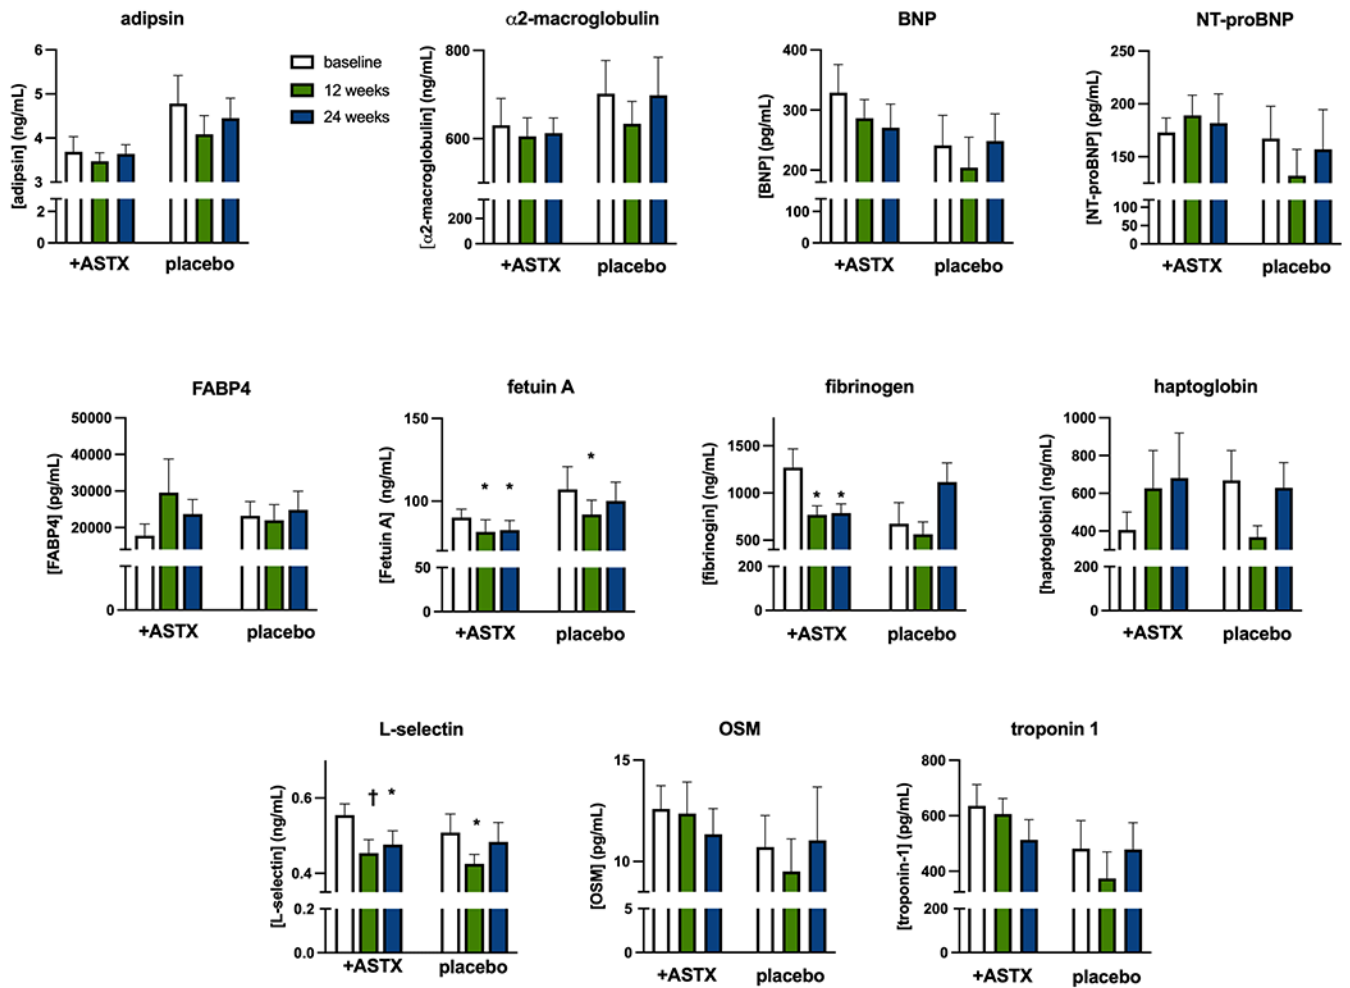 adipsin
α2-macroglobulin
BNP
NT-proBNP
[adipsin] (ng/mL)
6
5
4
3
2
0
+ASTX
placebo
baseline
12 weeks
24 weeks
[α2-macroglobulin] (ng/mL)
800
600
200
0
+ASTX
placebo
[BNP] (pg/mL)
400
300
200
100
0
+ASTX
placebo
[NT-proBNP] (pg/mL)
250
200
150
100
50
0
+ASTX
placebo
FABP4
fetuin A
fibrinogen
haptoglobin
[FABP4] (pg/mL)
50000
40000
30000
20000
0
+ASTX
placebo
[Fetuin A] (ng/mL)
150
100
50
0
* *
*
+ASTX
placebo
[fibrinogin] (ng/mL)
1500
1000
500
200
0
* *
+ASTX
placebo
[haptoglobin] (ng/mL)
1000
800
600
400
200
0
+ASTX
placebo
L-selectin
OSM
troponin 1
[L-selectin] (ng/mL)
0.6
0.4
0.2
0.0
† *
*
+ASTX
placebo
[OSM] (pg/mL)
15
10
5
0
+ASTX
placebo
[troponin-1] (pg/mL)
800
600
400
200
0
+ASTX
placebo